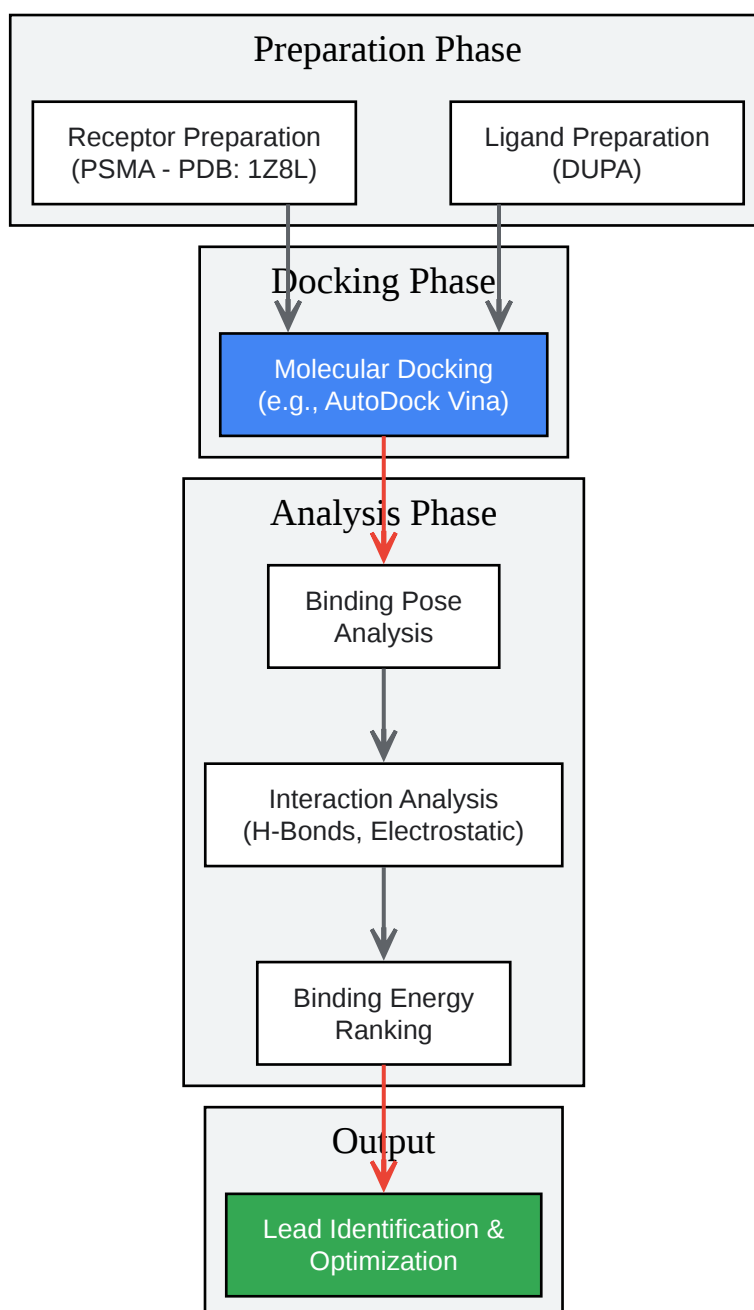 Preparation Phase
Receptor Preparation
(PSMA - PDB: 1Z8L)
Ligand Preparation
(DUPA)
Docking Phase
Molecular Docking
(e.g., AutoDock Vina)
Analysis Phase
Binding Pose
Analysis
Interaction Analysis
(H-Bonds, Electrostatic)
Binding Energy
Ranking
Output
Lead Identification &
Optimization